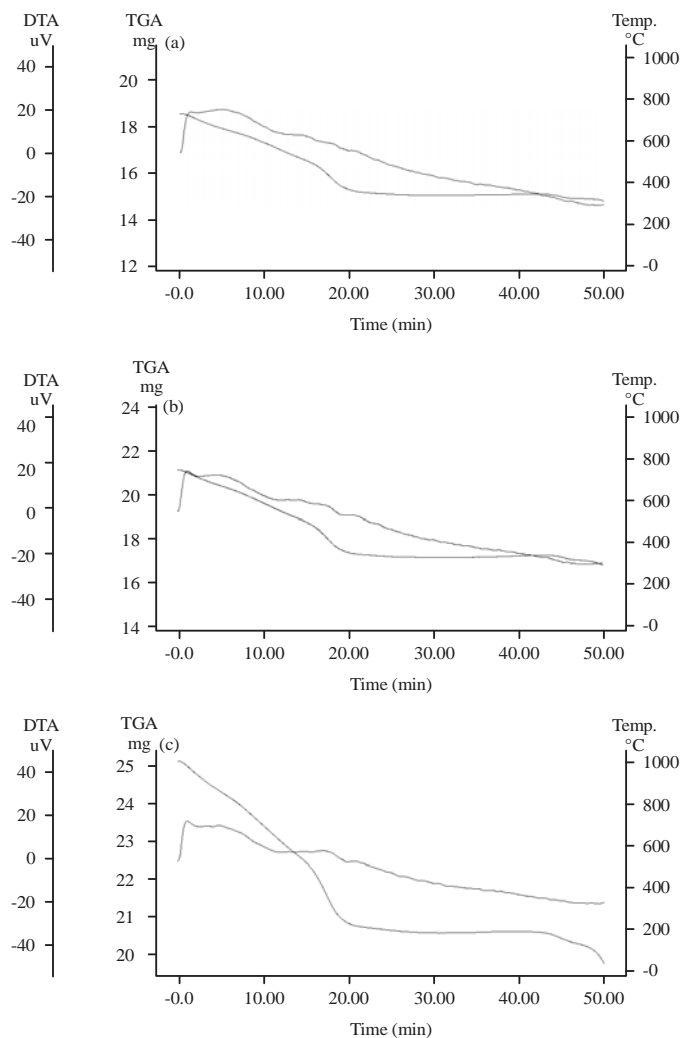 DTA TGA Temp.
uV mg (a) °C
40 20 1000
20 18 800
0 16 600
-20 14 400
-40 12 200
-0
-0.0 10.00 20.00 30.00 40.00 50.00
Time (min)
DTA TGA Temp.
uV mg (b) °C
40 24 1000
20 22 800
0 20 600
-20 18 400
-40 16 200
14 -0
-0.0 10.00 20.00 30.00 40.00 50.00
Time (min)
DTA TGA Temp.
uV mg (c) °C
40 25 1000
20 24 800
0 23 600
-20 22 400
-40 21 200
20 -0
-0.0 10.00 20.00 30.00 40.00 50.00
Time (min)